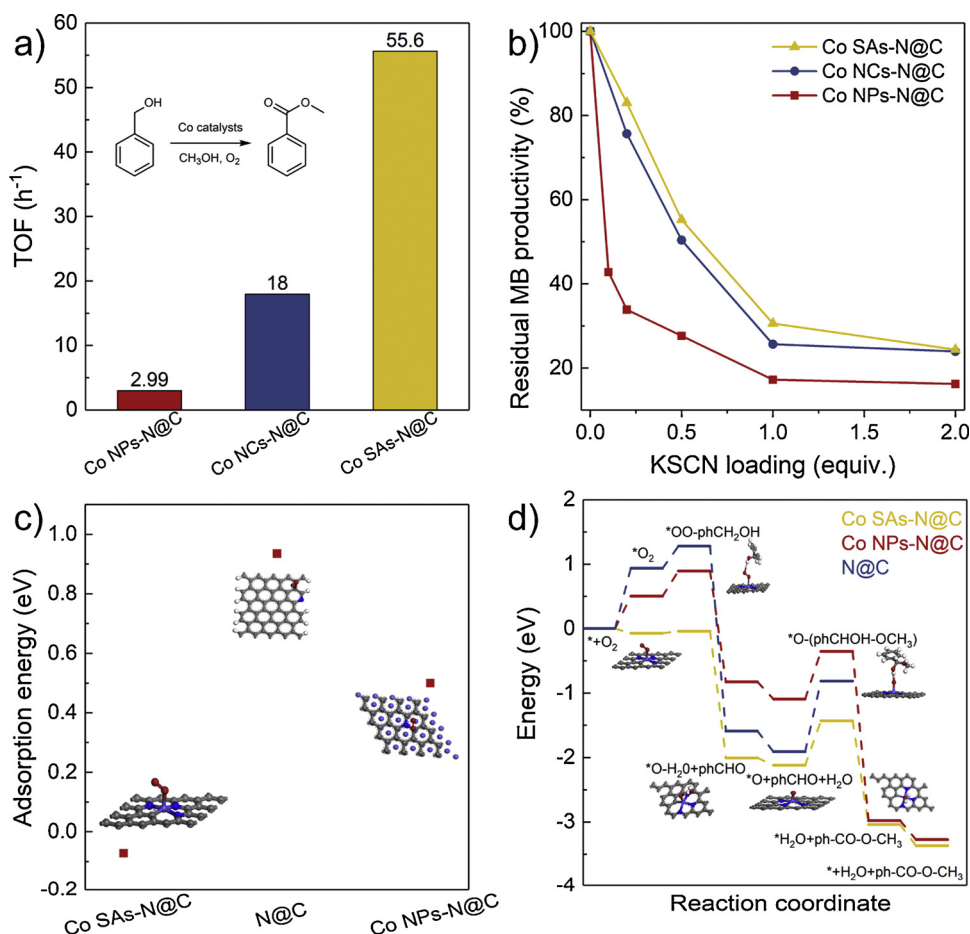 a)
TOF (h⁻¹)
60
50
40
30
20
10
0
OH
Co catalysts
CH₃OH, O₂
O
O
2.99
18
55.6
Co NPs-N@C
Co NCs-N@C
Co SAs-N@C
b)
Residual MB productivity (%)
100
80
60
40
20
Co SAs-N@C
Co NCs-N@C
Co NPs-N@C
0.0
0.5
1.0
1.5
2.0
KSCN loading (equiv.)
c)
Adsorption energy (eV)
1.0
0.8
0.6
0.4
0.2
0.0
-0.2
Co SAs-N@C
N@C
Co NPs-N@C
d)
Energy (eV)
2
1
0
-1
-2
-3
-4
Co SAs-N@C
Co NPs-N@C
N@C
*OO-phCH₂OH
*O₂
*+O₂
*O-(phCHOH-OCH₃)
*O-H₂0+phCHO
*O+phCHO+H₂O
*H₂O+ph-CO-O-CH₃
*+H₂O+ph-CO-O-CH₃
Reaction coordinate